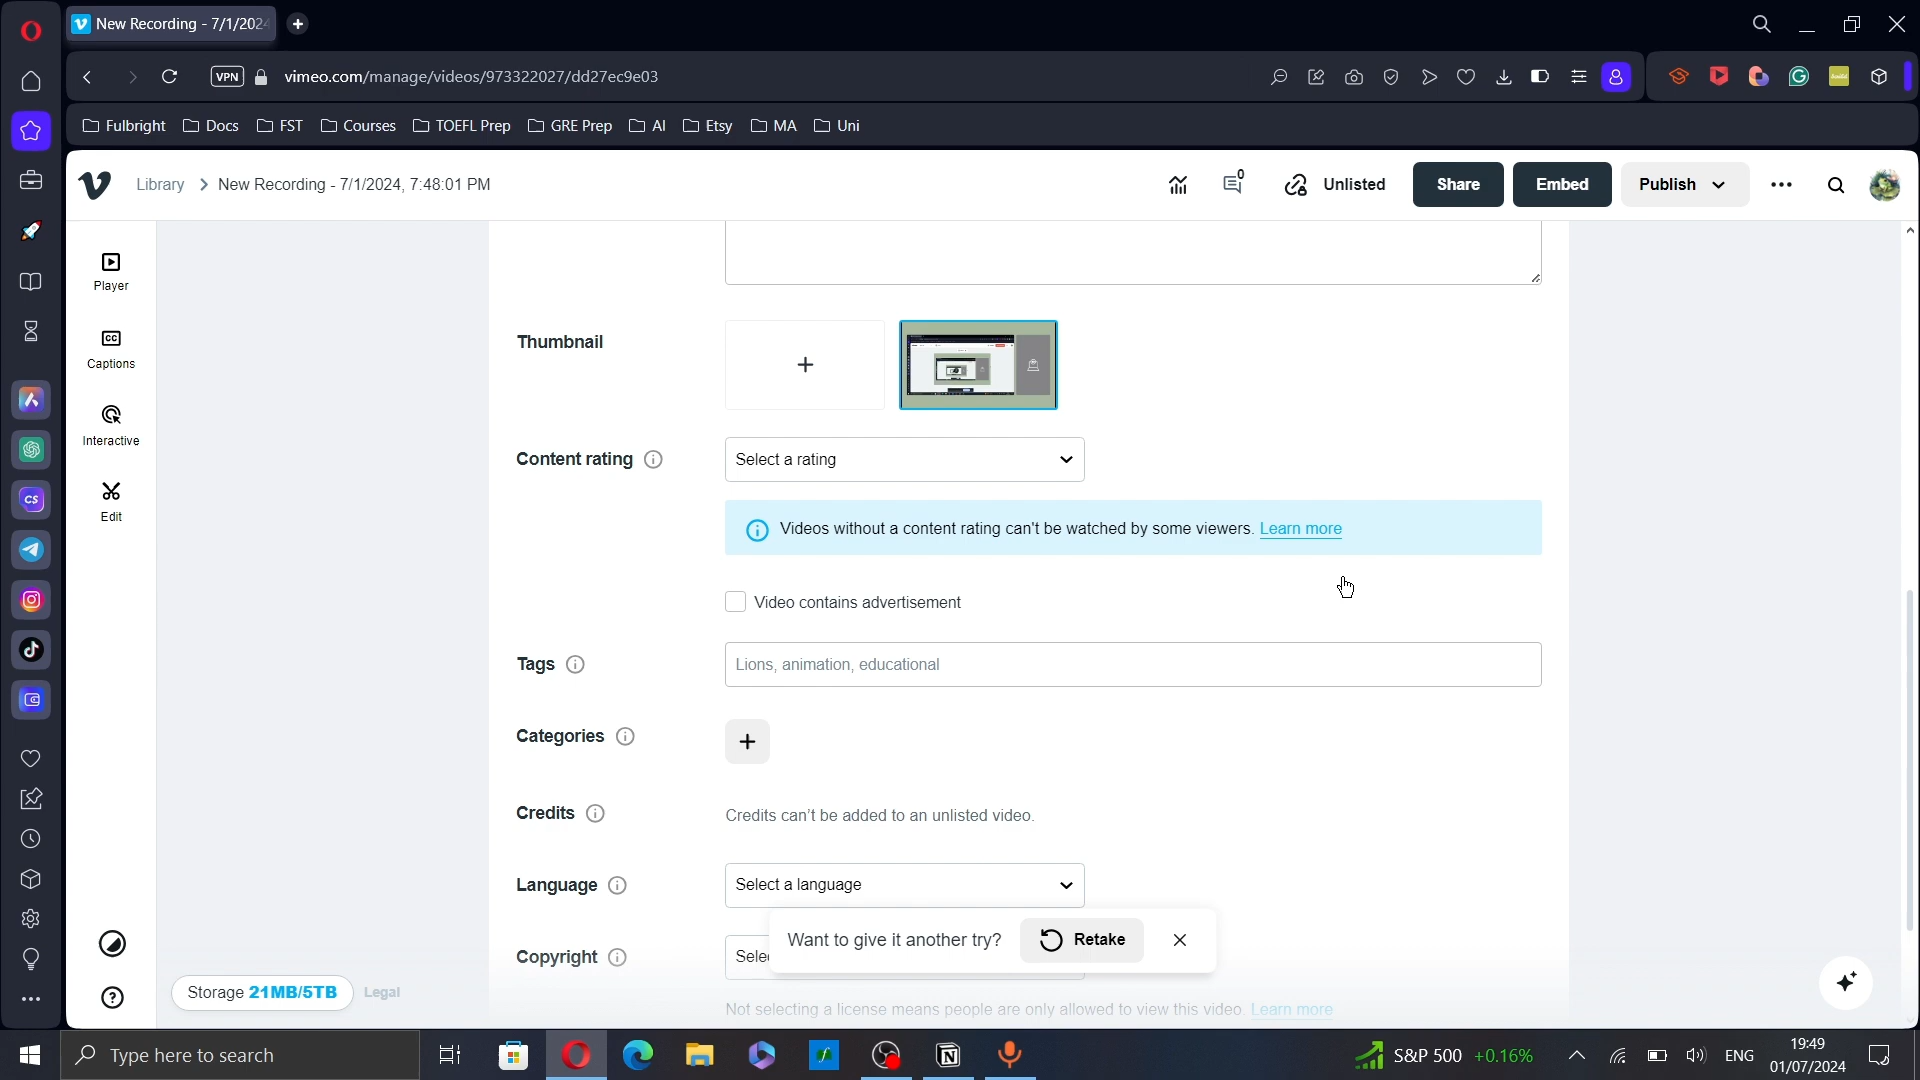 New Recording - 7/1/2024
VPN
vimeo.com/manage/videos/973322027/dd27ec9e03
Fulbright
Docs
FST
Courses
TOEFL Prep
GRE Prep
AI
Etsy
MA
Uni
Library
New Recording - 7/1/2024, 7:48:01 PM
0
Unlisted
Share
Embed
Publish
Player
CC
Captions
Interactive
Edit
CS
Thumbnail
Content rating
Select a rating
Videos without a content rating can't be watched by some viewers. Learn more
Video contains advertisement
Tags
Lions, animation, educational
Categories
Credits
Credits can't be added to an unlisted video.
Language
Select a language
Want to give it another try?
Retake
Copyright
Storage 21MB/5TB
Legal
Not selecting a license means people are only allowed to view this video. Learn more
Type here to search
S&P 500 +0.16%
ENG
19:49
01/07/2024